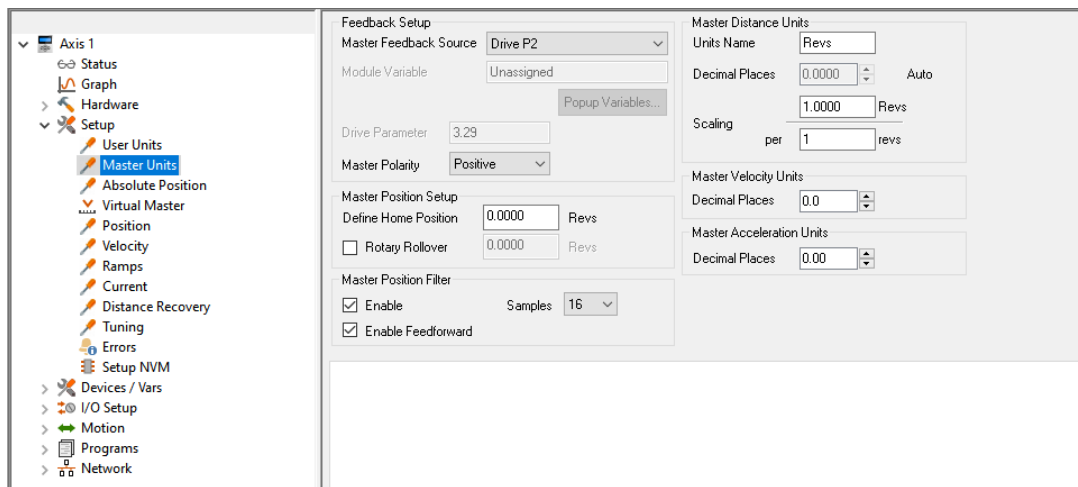 Axis 1
Status
Graph
Hardware
Setup
User Units
Master Units
Absolute Position
Virtual Master
Position
Velocity
Ramps
Current
Distance Recovery
Tuning
Errors
Setup NVM
Devices / Vars
I/O Setup
Motion
Programs
Network
Feedback Setup
Master Feedback Source Drive P2
Module Variable Unassigned
Popup Variables...
Drive Parameter 3.29
Master Polarity Positive
Master Position Setup
Define Home Position 0.0000 Revs
Rotary Rollover 0.0000 Revs
Master Position Filter
Enable Samples 16
Enable Feedforward
Master Distance Units
Units Name Revs
Decimal Places 0.0000 Auto
Scaling 1.0000 Revs
per 1 revs
Master Velocity Units
Decimal Places 0.0
Master Acceleration Units
Decimal Places 0.00